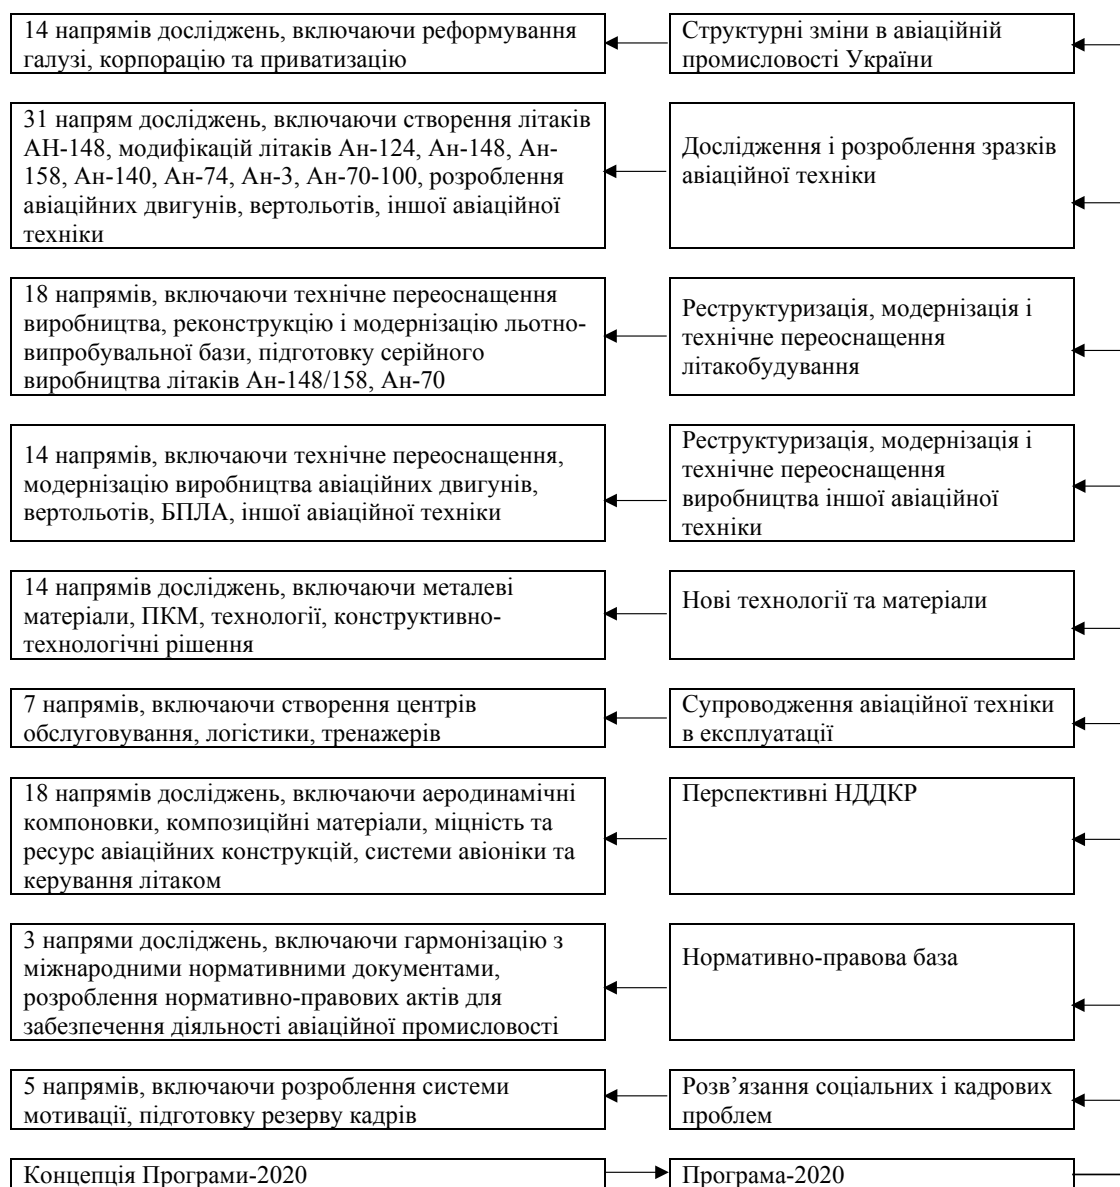 14 напрямів досліджень, включаючи реформування
галузі, корпорацію та приватизацію
Структурні зміни в авіаційній
промисловості України
31 напрям досліджень, включаючи створення літаків
АН-148, модифікацій літаків Ан-124, Ан-148, Ан-
158, Ан-140, Ан-74, Ан-3, Ан-70-100, розроблення
авіаційних двигунів, вертольотів, іншої авіаційної
техніки
Дослідження і розроблення зразків
авіаційної техніки
18 напрямів, включаючи технічне переоснащення
виробництва, реконструкцію і модернізацію льотно-
випробувальної бази, підготовку серійного
виробництва літаків Ан-148/158, Ан-70
Реструктуризація, модернізація і
технічне переоснащення
літакобудування
14 напрямів, включаючи технічне переоснащення,
модернізацію виробництва авіаційних двигунів,
вертольотів, БПЛА, іншої авіаційної техніки
Реструктуризація, модернізація і
технічне переоснащення
виробництва іншої авіаційної
техніки
14 напрямів досліджень, включаючи металеві
матеріали, ПКМ, технології, конструктивно-
технологічні рішення
Нові технології та матеріали
7 напрямів, включаючи створення центрів
обслуговування, логістики, тренажерів
Супроводження авіаційної техніки
в експлуатації
18 напрямів досліджень, включаючи аеродинамічні
компоновки, композиційні матеріали, міцність та
ресурс авіаційних конструкцій, системи авіоніки та
керування літаком
Перспективні НДДКР
3 напрями досліджень, включаючи гармонізацію з
міжнародними нормативними документами,
розроблення нормативно-правових актів для
забезпечення діяльності авіаційної промисловості
Нормативно-правова база
5 напрямів, включаючи розроблення системи
мотивації, підготовку резерву кадрів
Розв’язання соціальних і кадрових
проблем
Концепція Програми-2020
Програма-2020